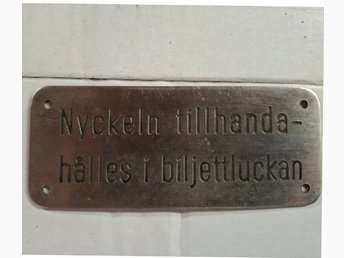 Nyckeln tillhanda-
hålles i biljettluckan